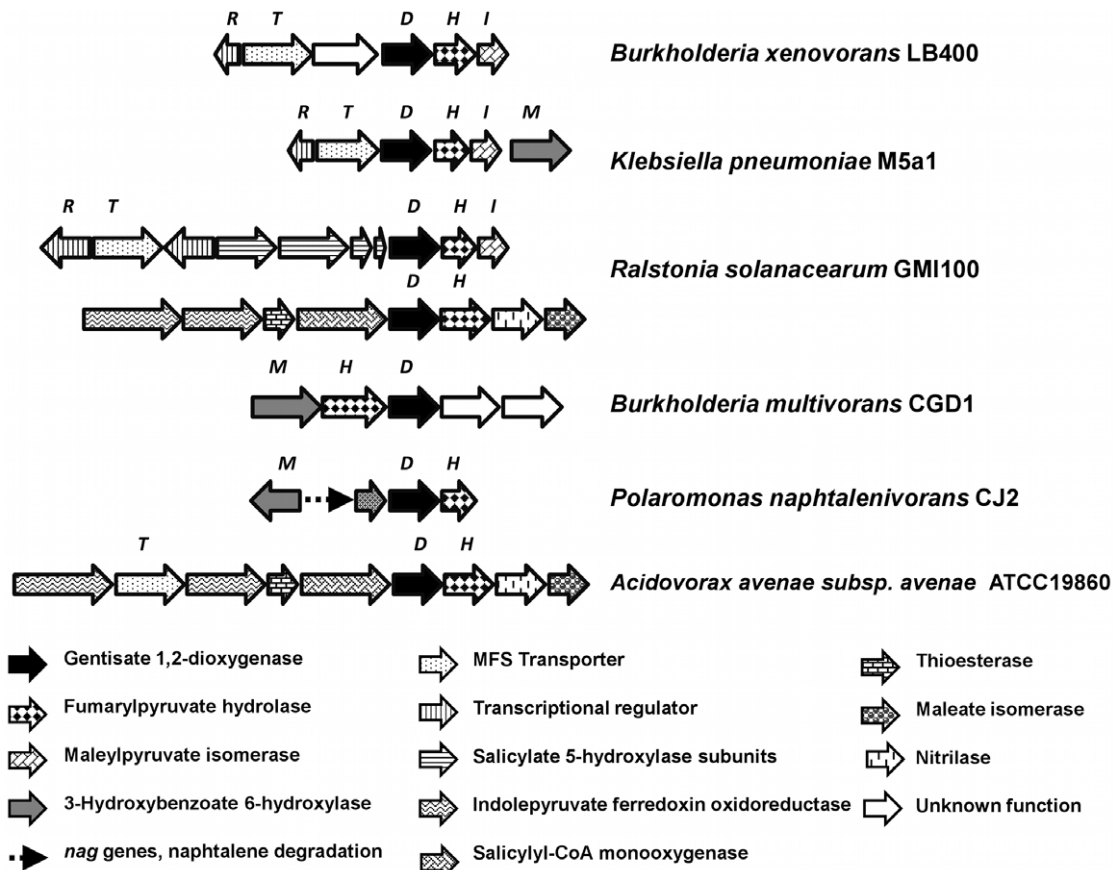 R T D H I
Burkholderia xenovorans LB400
R T D H I M
Klebsiella pneumoniae M5a1
R T D H I
Ralstonia solanacearum GMI100
D H
M H D
Burkholderia multivorans CGD1
M D H
Polaromonas naphtalenivorans CJ2
T D H
Acidovorax avenae subsp. avenae ATCC19860
Gentisate 1,2-dioxygenase MFS Transporter Thioesterase
Fumarylpyruvate hydrolase Transcriptional regulator Maleate isomerase
Maleylpyruvate isomerase Salicylate 5-hydroxylase subunits Nitrilase
3-Hydroxybenzoate 6-hydroxylase Indolepyruvate ferredoxin oxidoreductase Unknown function
nag genes, naphtalene degradation Salicylyl-CoA monooxygenase